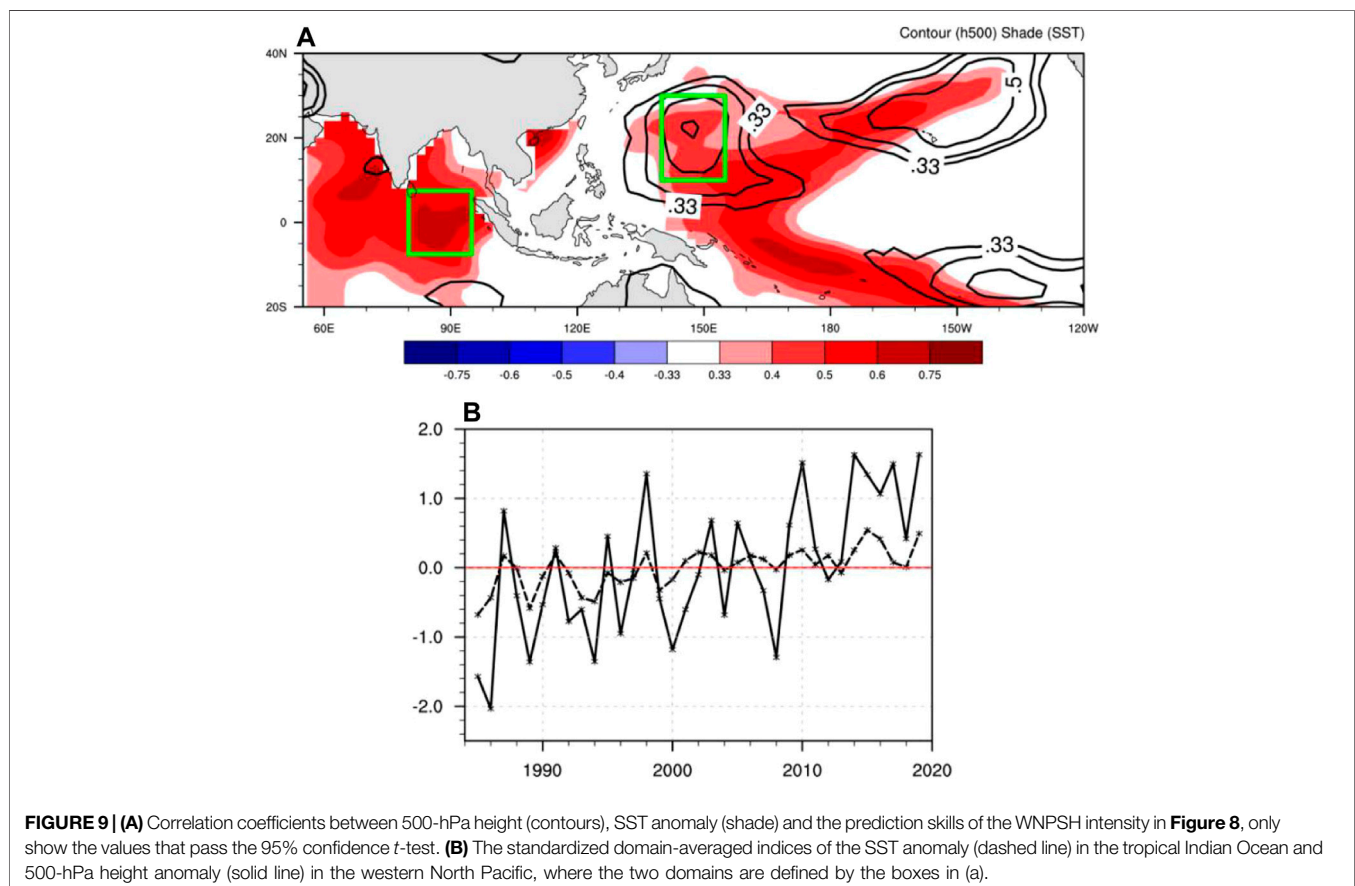 A
Contour (h500) Shade (SST)
40N
20N
0
20S
.33
.33
.5
.33
.33
60E 90E 120E 150E 180 150W 120W
-0.75 -0.6 -0.5 -0.4 -0.33 0.33 0.4 0.5 0.6 0.75
B
2.0
1.0
0.0
-1.0
-2.0
1990 2000 2010 2020
FIGURE 9 | (A) Correlation coefficients between 500-hPa height (contours), SST anomaly (shade) and the prediction skills of the WNPSH intensity in Figure 8, only
show the values that pass the 95% confidence t-test. (B) The standardized domain-averaged indices of the SST anomaly (dashed line) in the tropical Indian Ocean and
500-hPa height anomaly (solid line) in the western North Pacific, where the two domains are defined by the boxes in (a).